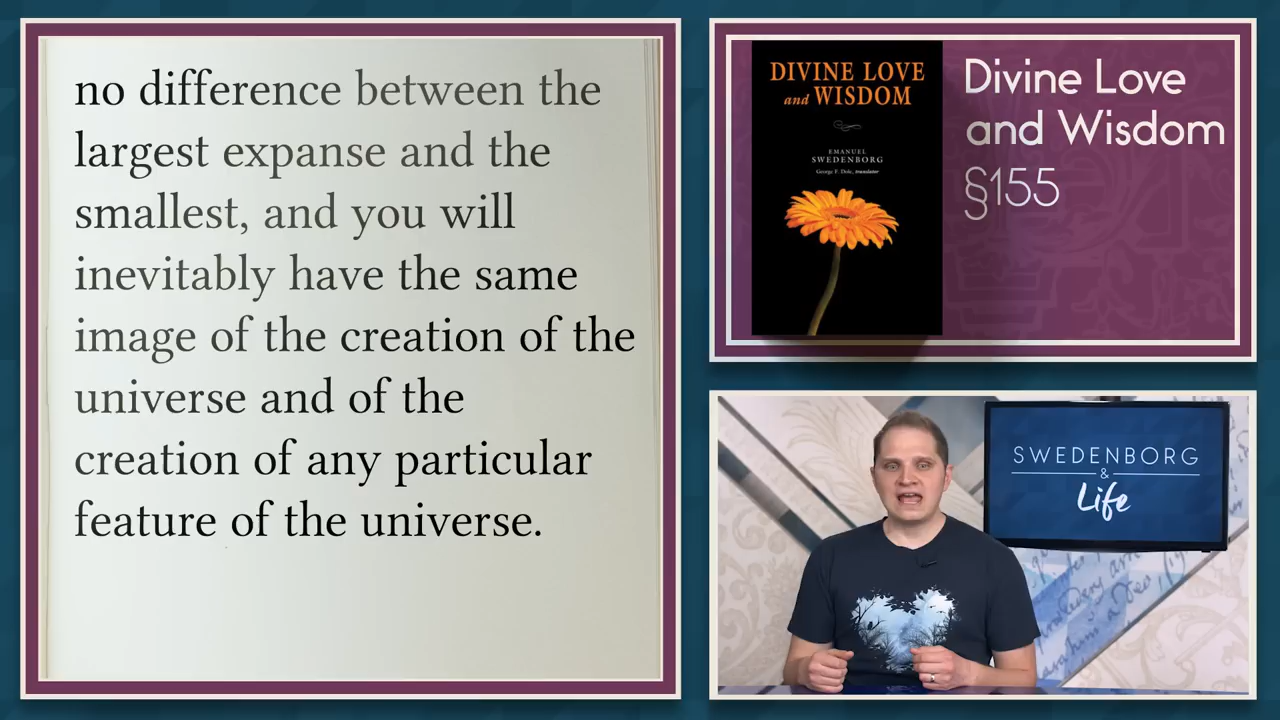 no difference between the
largest expanse and the
smallest, and you will
inevitably have the same
image of the creation of the
universe and of the
creation of any particular
feature of the universe.
DIVINE LOVE
and WISDOM
EMANUEL
SWEDENBORG
George F. Dole, translator
Divine Love
and Wisdom
§155
SWEDENBORG
&
Life